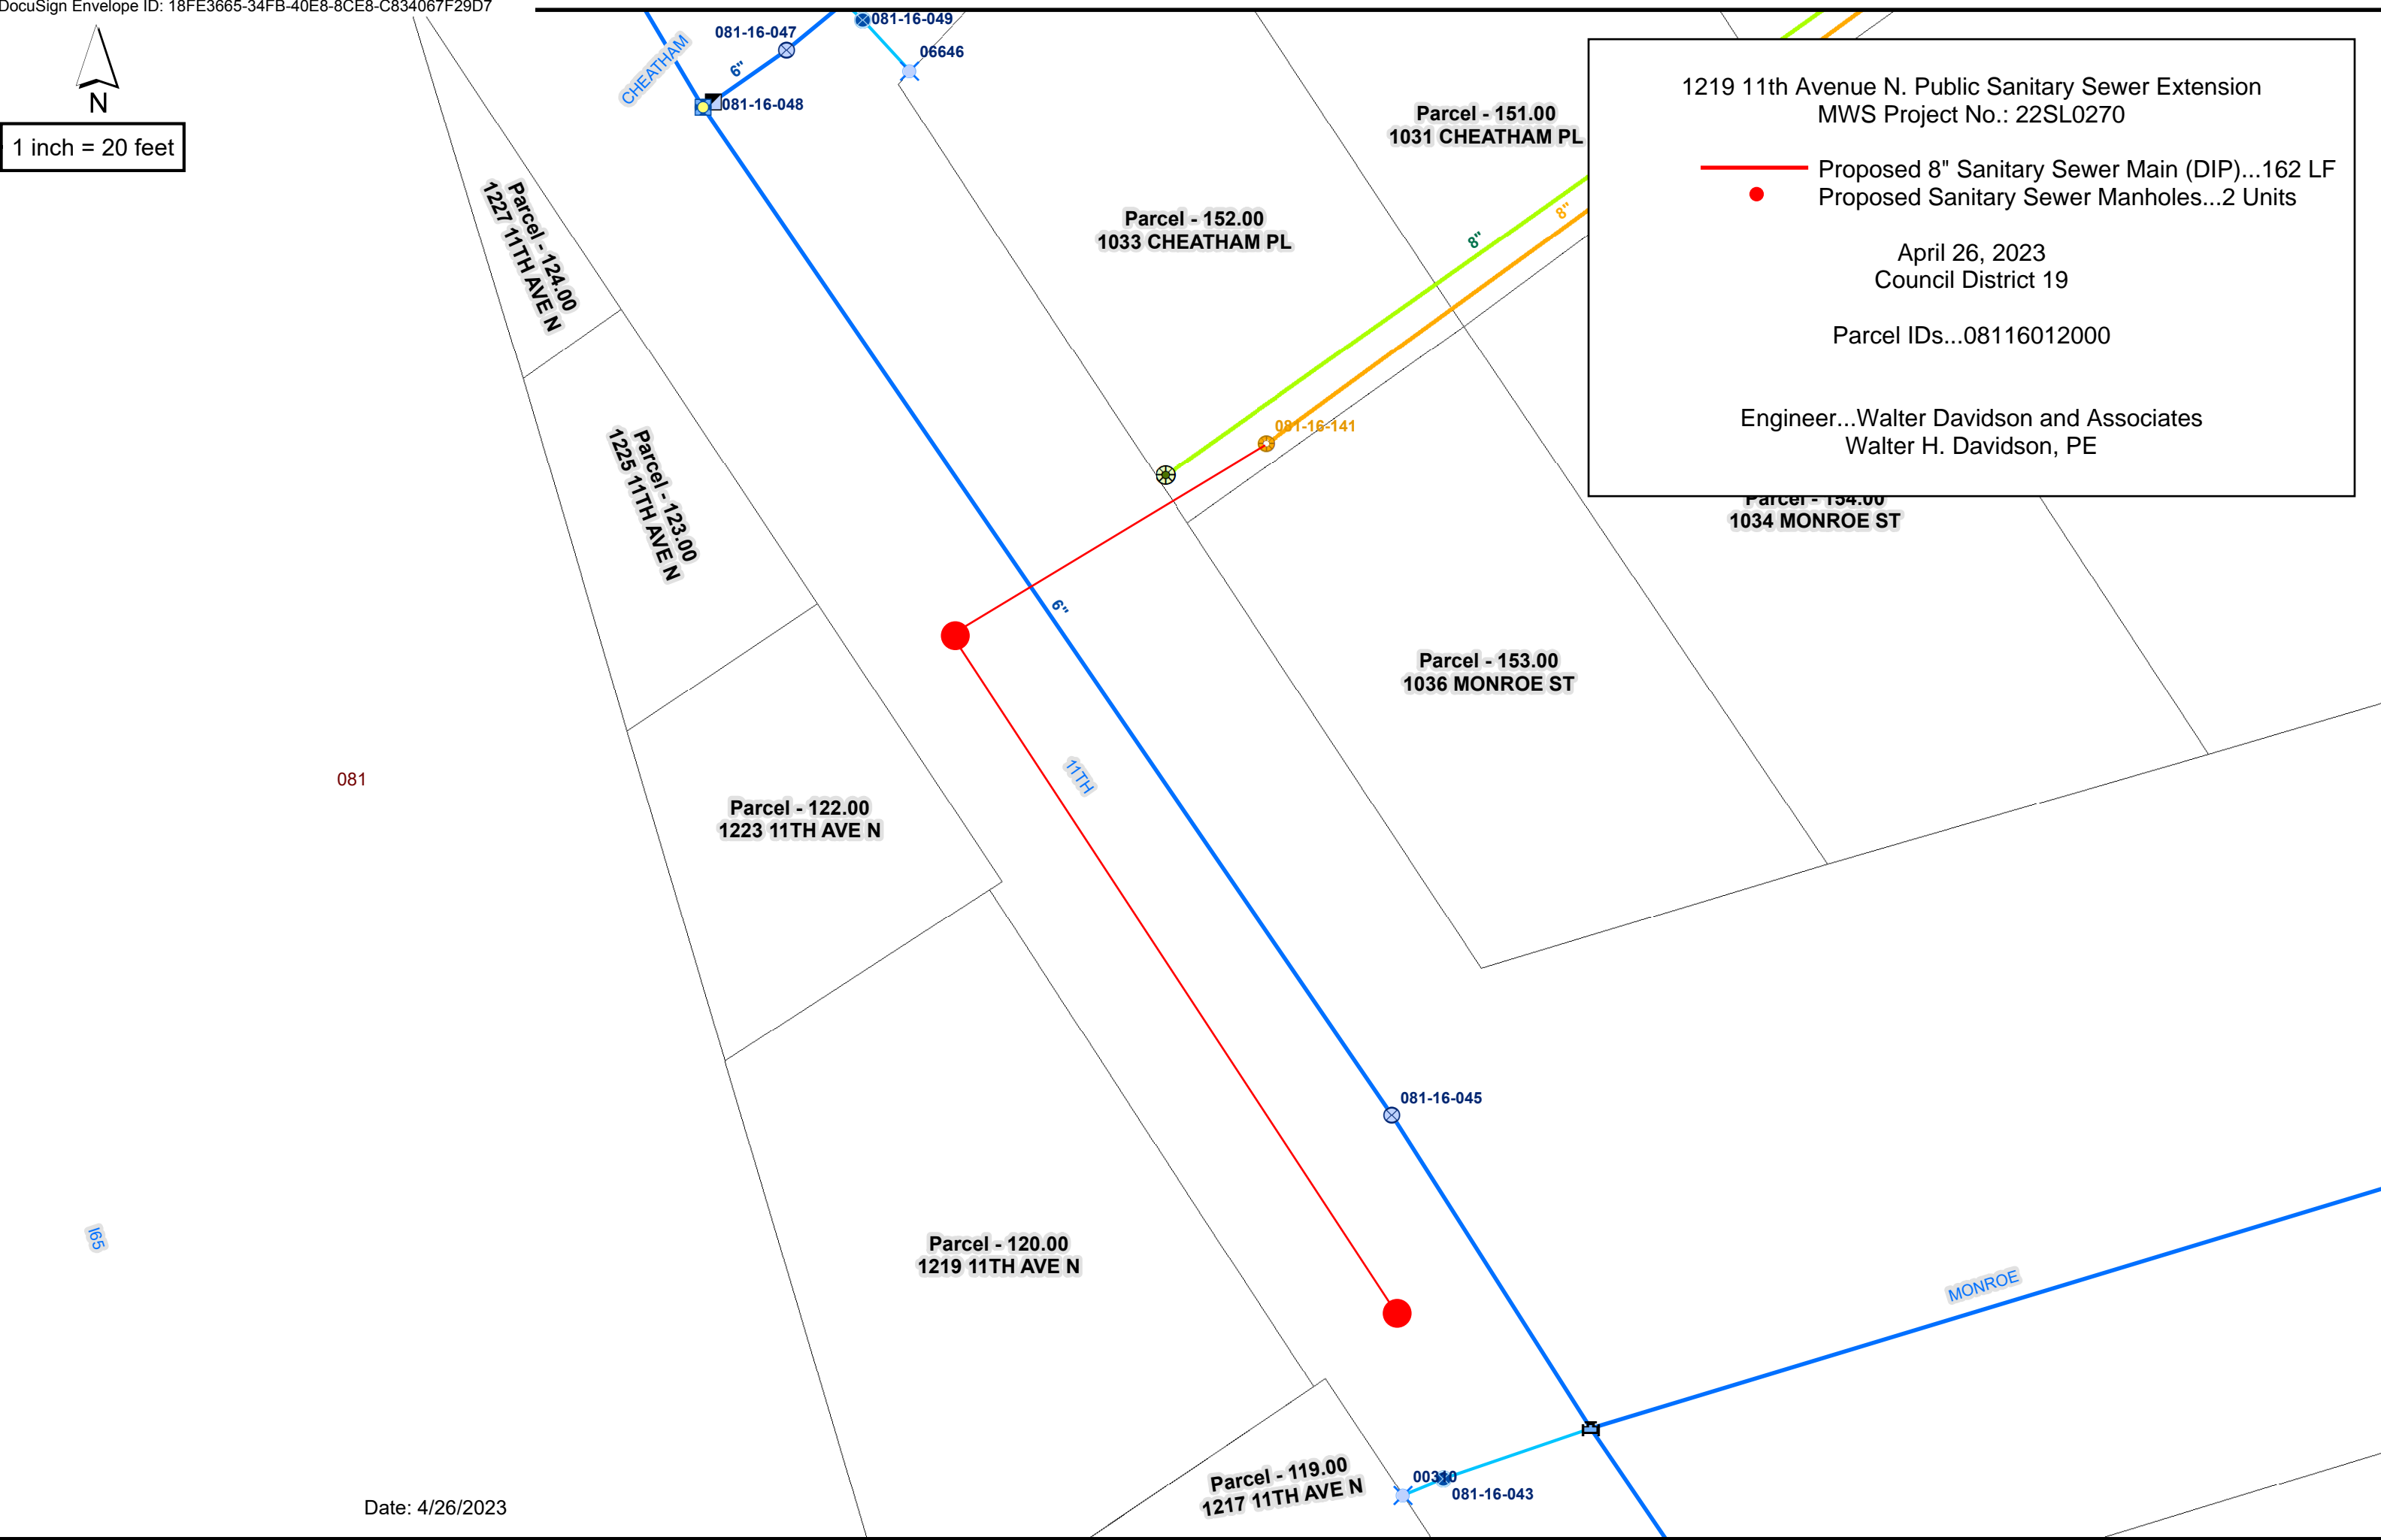 DocuSign Envelope ID: 18FE3665-34FB-40E8-8CE8-C834067F29D7
N
1 inch = 20 feet
CHEATHAM
081-16-047
6"
081-16-048
081-16-049
06646
1219 11th Avenue N. Public Sanitary Sewer Extension
MWS Project No.: 22SL0270
Proposed 8" Sanitary Sewer Main (DIP)...162 LF
Proposed Sanitary Sewer Manholes...2 Units
April 26, 2023
Council District 19
Parcel IDs...08116012000
Engineer...Walter Davidson and Associates
Walter H. Davidson, PE
Parcel - 151.00
1031 CHEATHAM PL
Parcel - 152.00
1033 CHEATHAM PL
8"
8"
Parcel - 124.00
1227 11TH AVE N
Parcel - 123.00
1225 11TH AVE N
081-16-141
Parcel - 154.00
1034 MONROE ST
6"
Parcel - 153.00
1036 MONROE ST
11TH
081
Parcel - 122.00
1223 11TH AVE N
081-16-045
I65
Parcel - 120.00
1219 11TH AVE N
MONROE
Parcel - 119.00
1217 11TH AVE N
00310
081-16-043
Date: 4/26/2023